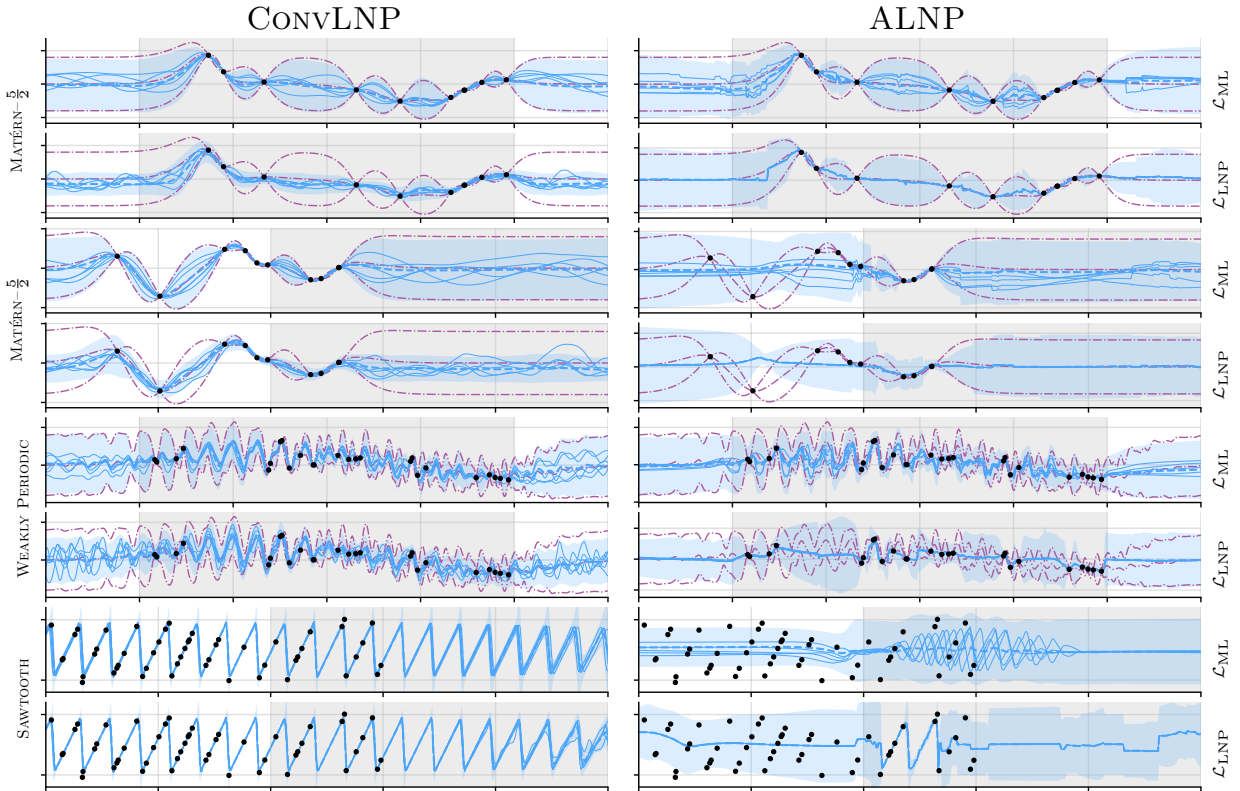 CONVLNP
ALNP
MATÉRN–5/2
MATÉRN–5/2
WEAKLY PERIODIC
SAWTOOTH
ℒML
ℒLNP
ℒML
ℒLNP
ℒML
ℒLNP
ℒML
ℒLNP